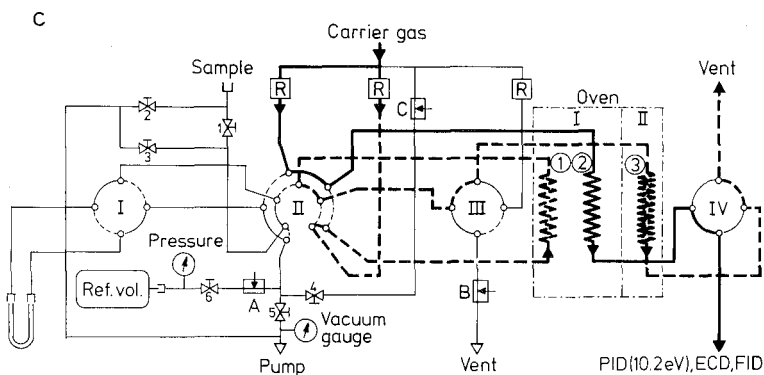 C
Carrier gas
Sample
Vent
R
R
R
C
Oven
I
II
2
1
3
1
2
3
I
II
III
IV
Pressure
Ref. vol.
6
A
4
5
B
Vacuum
gauge
Pump
Vent
PID(10.2eV), ECD, FID